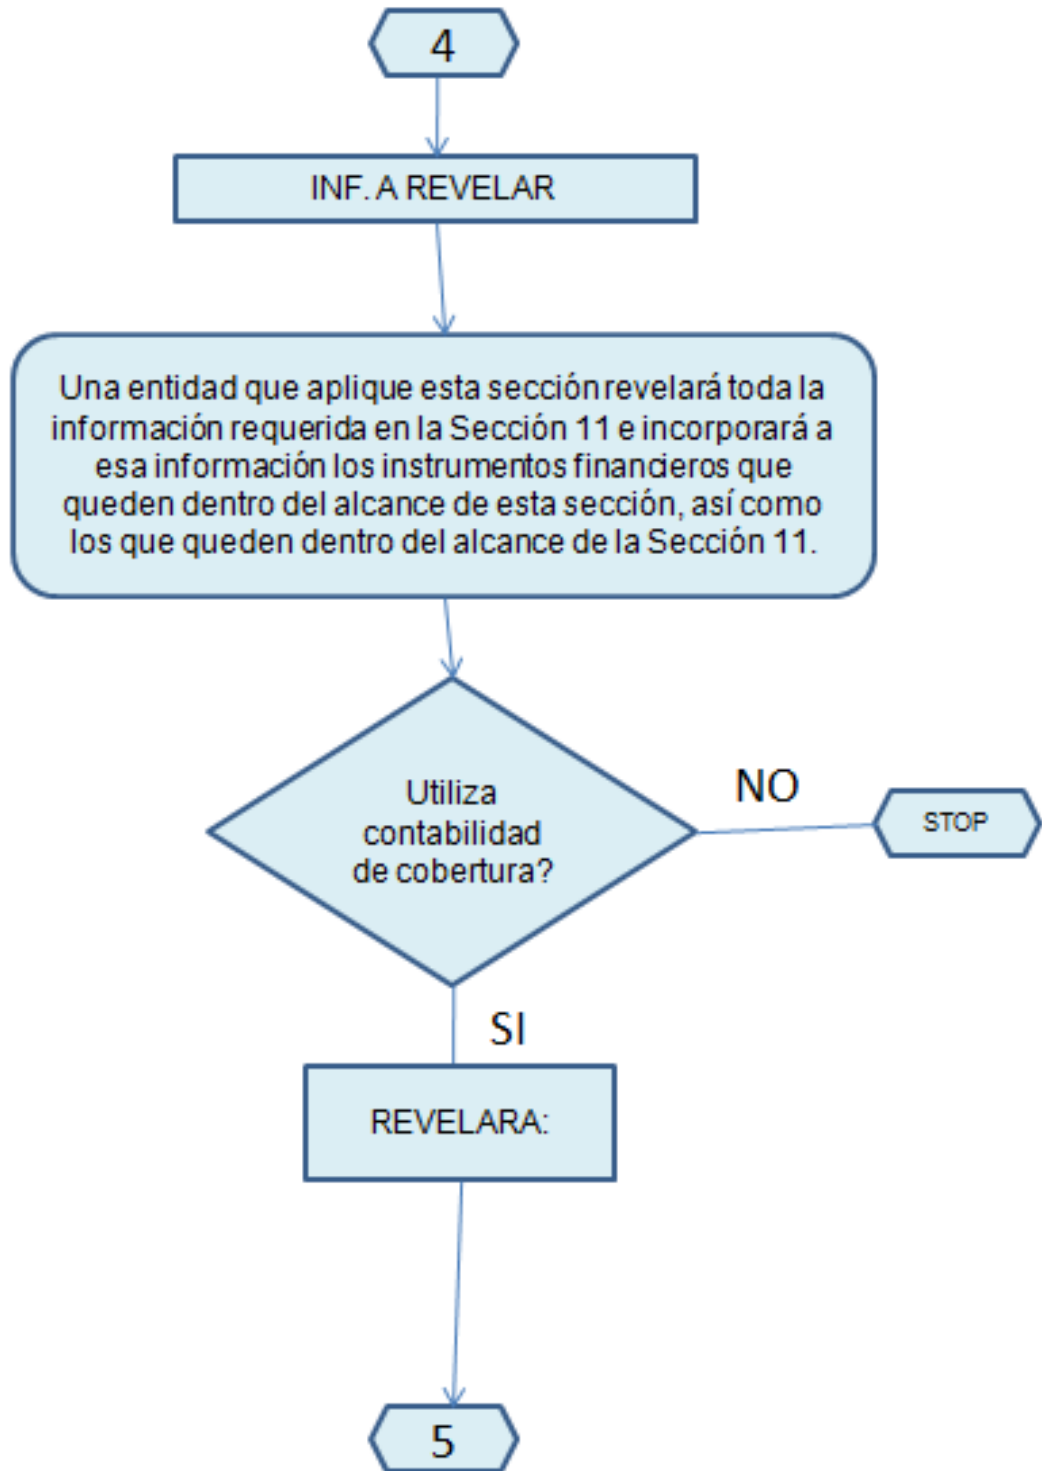 4
INF. A REVELAR
Una entidad que aplique esta sección revelará toda la
información requerida en la Sección 11 e incorporará a
esa información los instrumentos financieros que
queden dentro del alcance de esta sección, así como
los que queden dentro del alcance de la Sección 11.
Utiliza
contabilidad
de cobertura?
NO
STOP
SI
REVELARA:
5